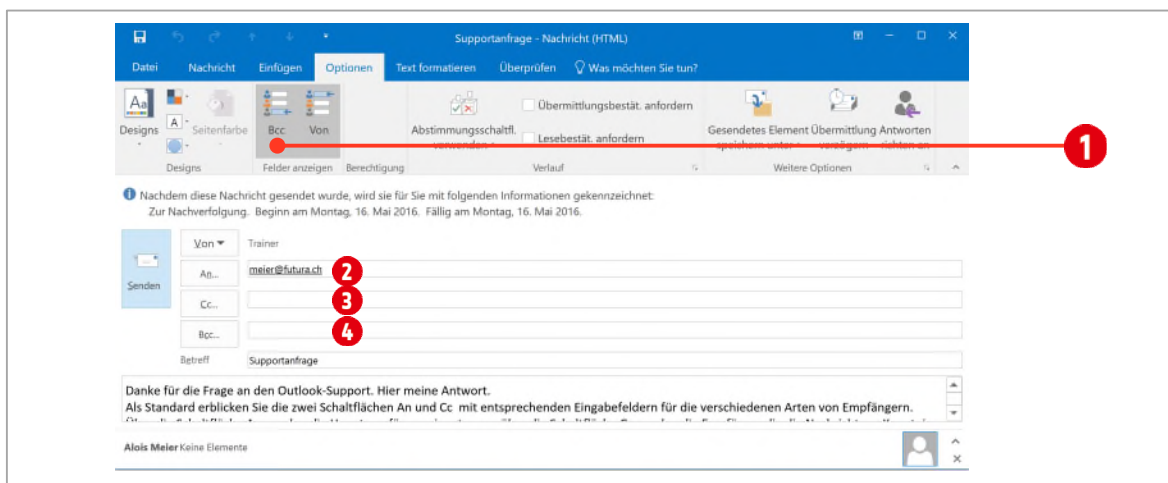 Supportanfrage - Nachricht (HTML)
Datei Nachricht Einfügen Optionen Text formatieren Überprüfen Was möchten Sie tun?
Aa
A
Designs Seitenfarbe Bcc Von Abstimmungsschaltfl. verwenden Übermittlungsbestät. anfordern
Lesebestät. anfordern
Gesendetes Element speichern unter Übermittlung verzögern Antworten richten an
1
Designs Felder anzeigen Berechtigung Verlauf Weitere Optionen
Nachdem diese Nachricht gesendet wurde, wird sie für Sie mit folgenden Informationen gekennzeichnet:
Zur Nachverfolgung. Beginn am Montag, 16. Mai 2016. Fällig am Montag, 16. Mai 2016.
Senden
Von Trainer
An... meier@futura.ch 2
Cc... 3
Bcc... 4
Betreff Supportanfrage
Danke für die Frage an den Outlook-Support. Hier meine Antwort.
Als Standard erblicken Sie die zwei Schaltflächen An und Cc mit entsprechenden Eingabefeldern für die verschiedenen Arten von Empfängern.
Alois Meier Keine Elemente